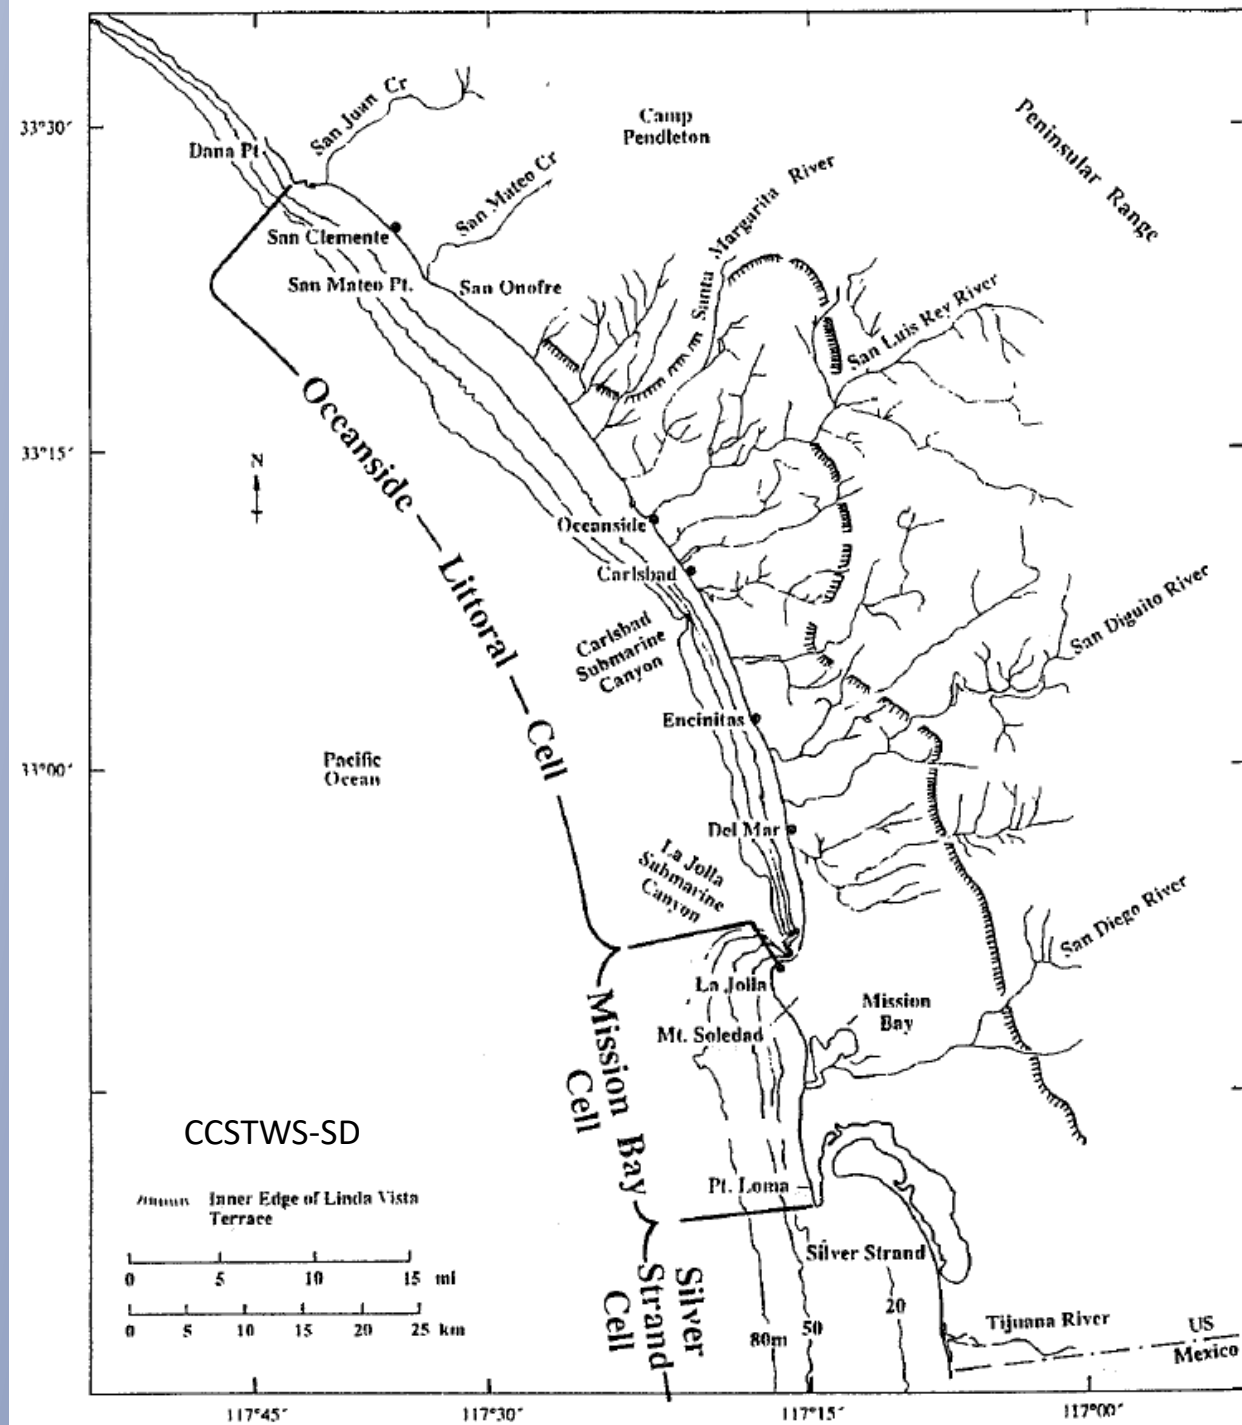 33°30´
33°15´
33°00´
Dana Pt.
San Juan Cr
Camp
Pendleton
Peninsular Range
San Mateo Cr
Santa Margarita River
San Clemente
San Mateo Pt.
San Onofre
San Luis Rey River
N
Oceanside Littoral Cell
Oceanside
Carlsbad
Carlsbad
Submarine
Canyon
San Diguito River
Encinitas
Pacific
Ocean
Del Mar
La Jolla
Submarine
Canyon
San Diego River
La Jolla
Mission
Bay
Mt. Soledad
Mission Bay
Cell
CCSTWS-SD
Inner Edge of Linda Vista
Terrace
Pt. Loma
0 5 10 15 mi
0 5 10 15 20 25 km
Silver
Strand
Cell
Silver Strand
80m
50
20
Tijuana River
US
Mexico
117°45´
117°30´
117°15´
117°00´